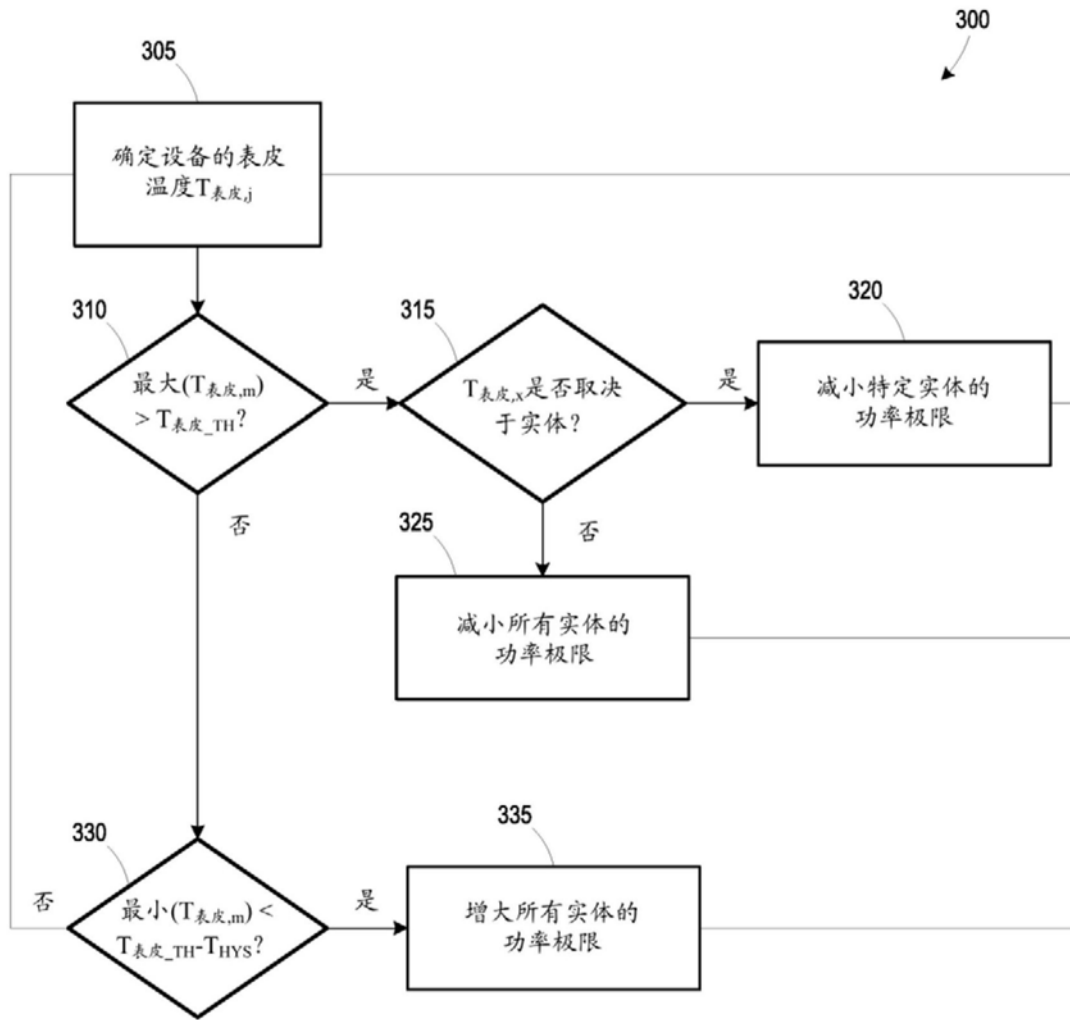 300
305
确定设备的表皮
温度T表皮,j
310
最大(T表皮,m)
> T表皮_TH?
是
315
T表皮,x是否取决
于实体?
是
320
减小特定实体的
功率极限
否
325
否
减小所有实体的
功率极限
330
否
最小(T表皮,m) <
T表皮_TH-THYS?
是
335
增大所有实体的
功率极限